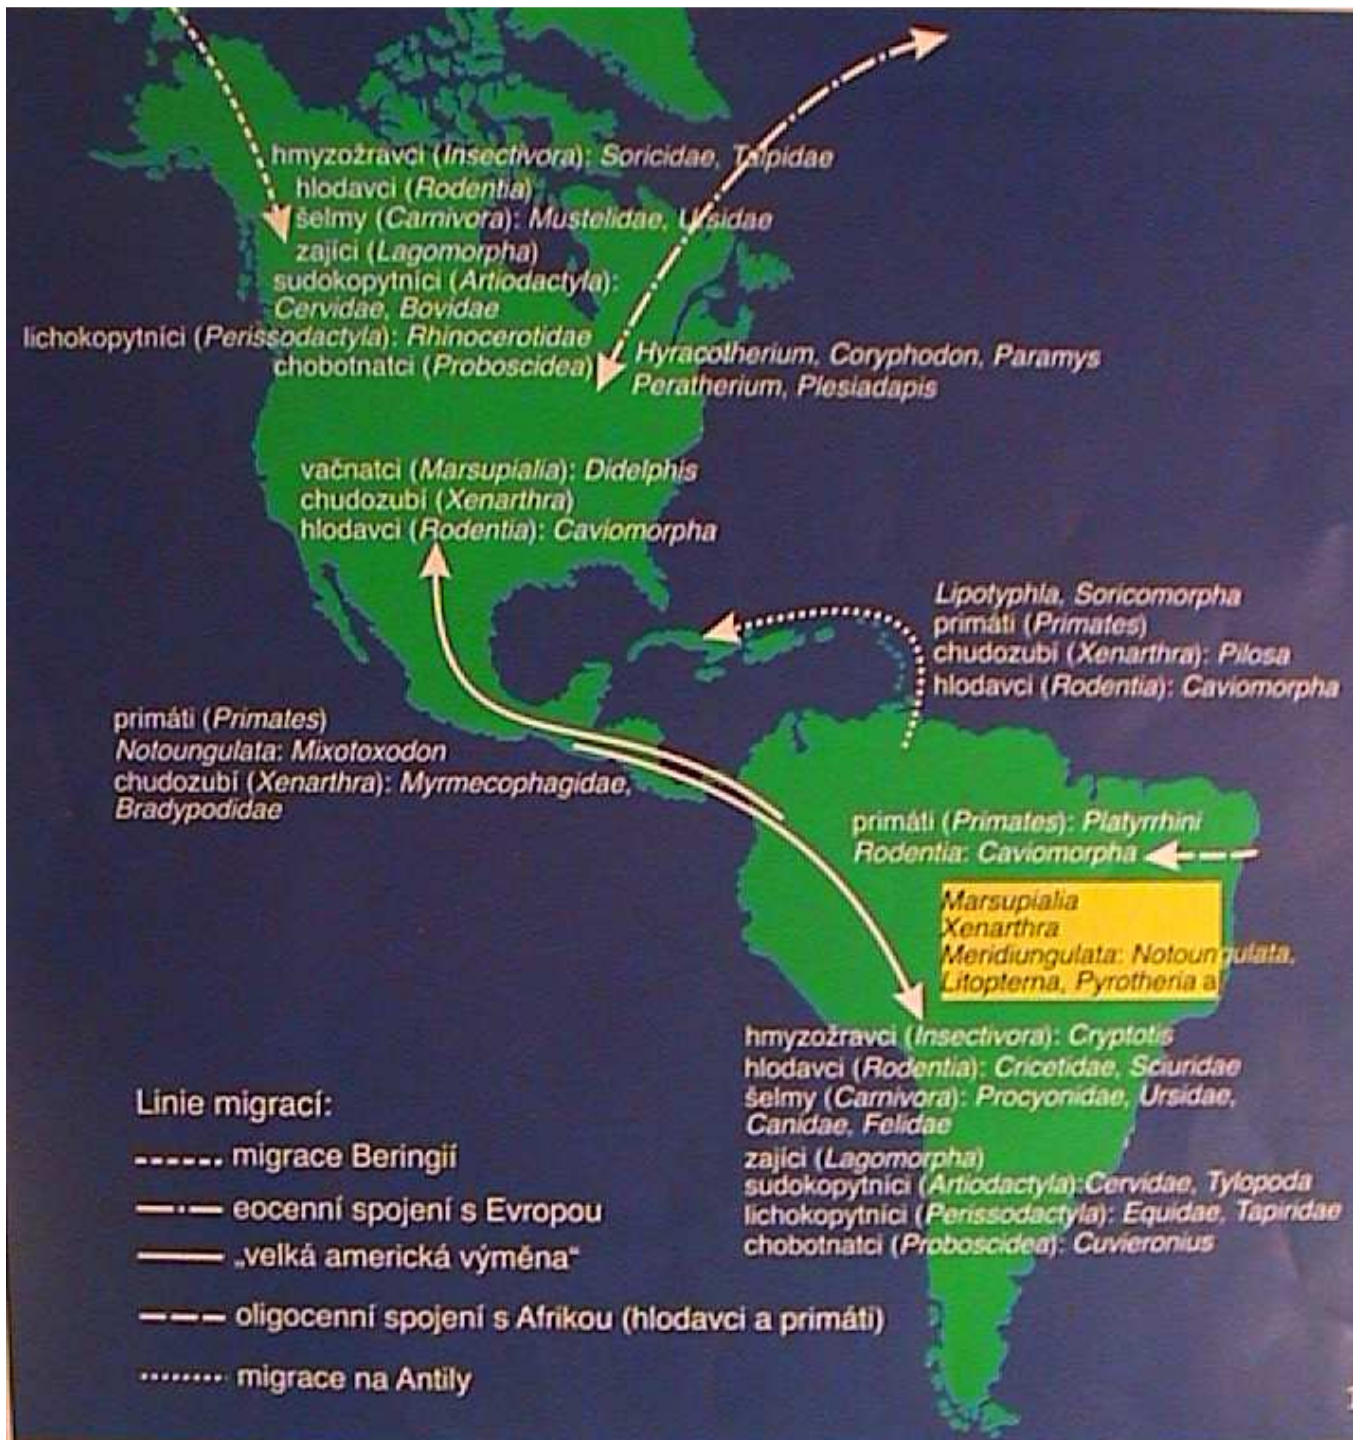 hmyzožravci (Insectivora): Soricidae, Talpidae
hlodavci (Rodentia)
šelmy (Carnivora): Mustelidae, Ursidae
zajíci (Lagomorpha)
sudokopytníci (Artiodactyla):
Cervidae, Bovidae
lichokopytníci (Perissodactyla): Rhinocerotidae
chobotnatci (Proboscidea)
Hyracotherium, Coryphodon, Paramys
Peratherium, Plesiadapis
vačnatci (Marsupialia): Didelphis
chudozubí (Xenarthra)
hlodavci (Rodentia): Caviomorpha
Lipotyphla, Soricomorpha
primáti (Primates)
chudozubí (Xenarthra): Pilosa
hlodavci (Rodentia): Caviomorpha
primáti (Primates)
Notoungulata: Mixotoxodon
chudozubí (Xenarthra): Myrmecophagidae,
Bradypodidae
primáti (Primates): Platyrrhini
Rodentia: Caviomorpha
Marsupialia
Xenarthra
Meridiungulata: Notoungulata,
Litopterna, Pyrotheria a
hmyzožravci (Insectivora): Cryptotis
hlodavci (Rodentia): Cricetidae, Sciuridae
šelmy (Carnivora): Procyonidae, Ursidae,
Canidae, Felidae
zajíci (Lagomorpha)
sudokopytníci (Artiodactyla):Cervidae, Tylopoda
lichokopytníci (Perissodactyla): Equidae, Tapiridae
chobotnatci (Proboscidea): Cuvieronius
Linie migrací:
migrace Beringií
eocenní spojení s Evropou
„velká americká výměna“
oligocenní spojení s Afrikou (hlodavci a primáti)
migrace na Antily